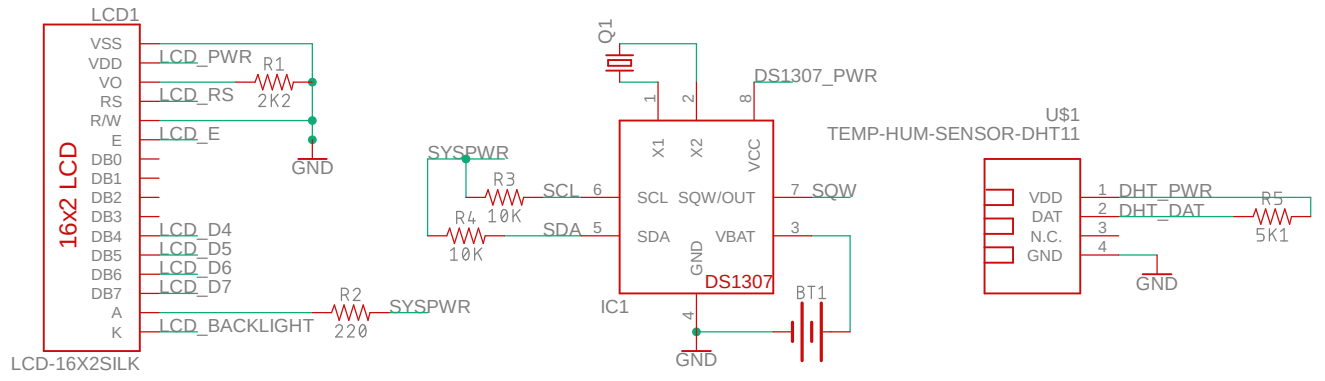 LCD1
VSS
VDD
LCD_PWR
VO
R1
2K2
RS
LCD_RS
R/W
E
LCD_E
GND
DB0
DB1
DB2
DB3
DB4
LCD_D4
DB5
LCD_D5
DB6
LCD_D6
DB7
LCD_D7
A
R2
220
SYSPWR
K
LCD_BACKLIGHT
16x2 LCD
LCD-16X2SILK
Q1
DS1307_PWR
1
2
8
X1
X2
VCC
SYSPWR
R3
10K
SCL
6
SCL
SQW/OUT
7
SQW
R4
10K
SDA
5
SDA
VBAT
3
GND
DS1307
IC1
4
GND
BT1
U$1
TEMP-HUM-SENSOR-DHT11
VDD
1
DHT_PWR
DAT
2
DHT_DAT
R5
5K1
N.C.
3
GND
4
GND